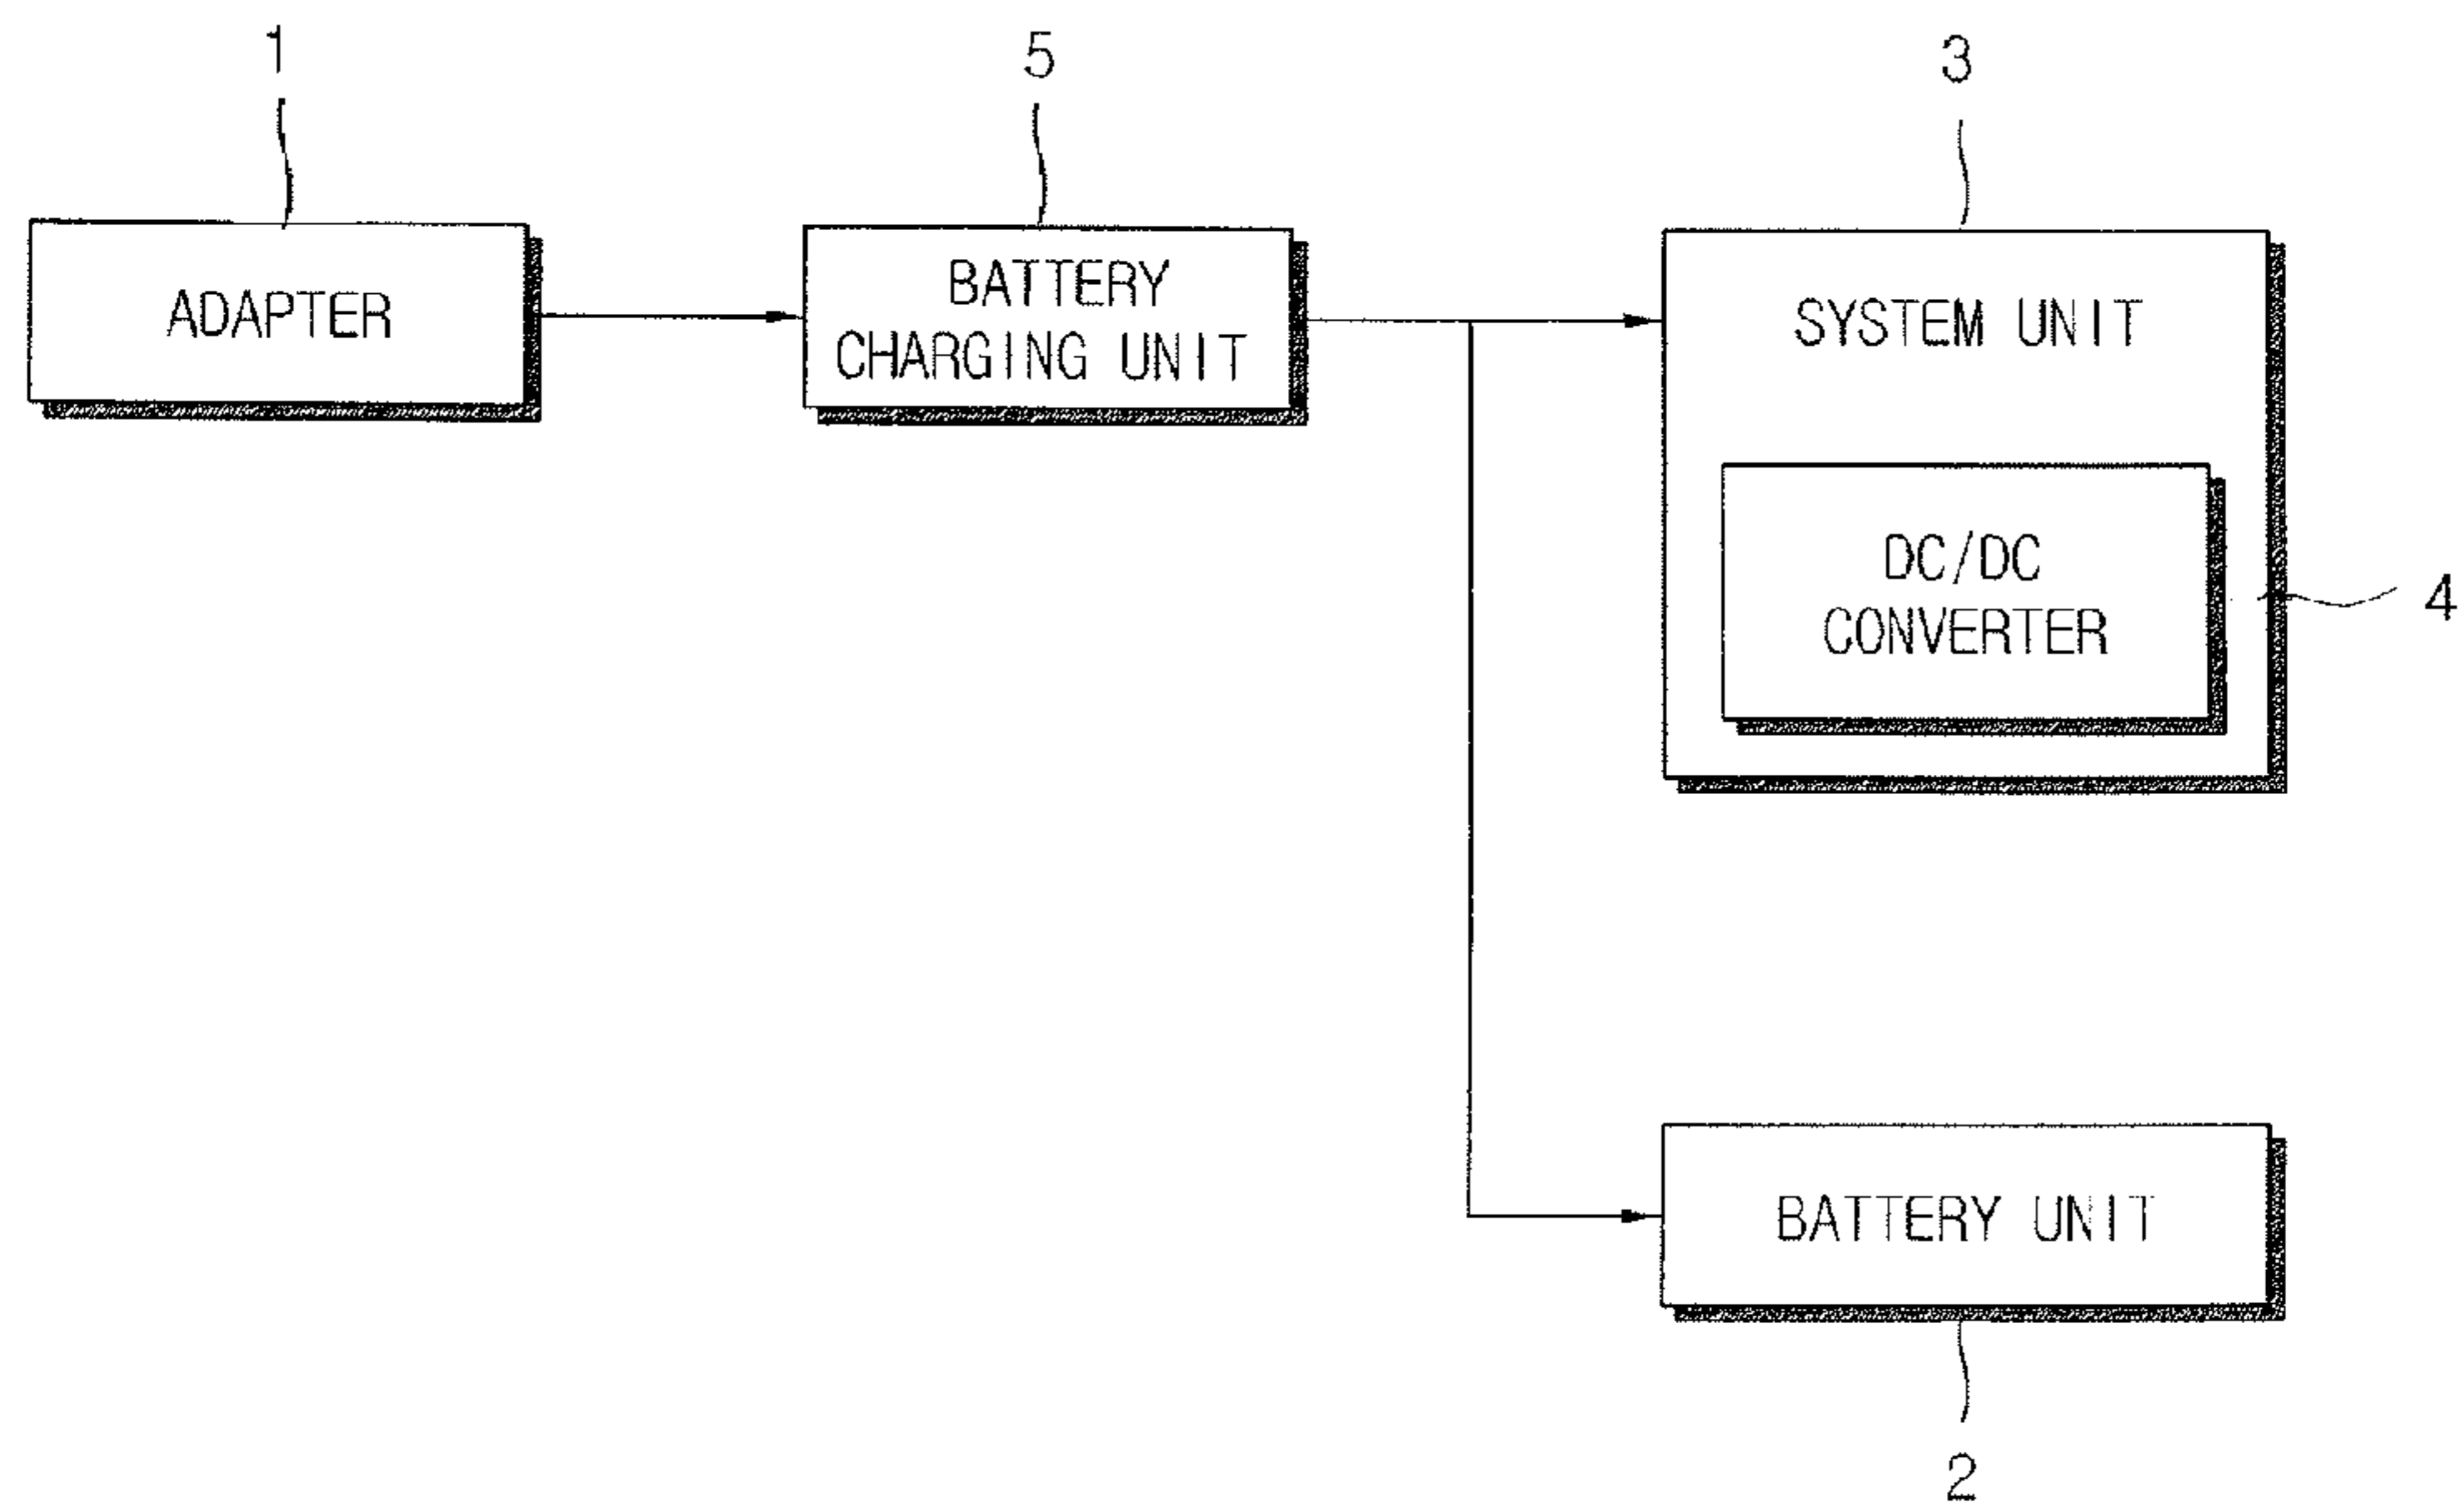 1
5
3
ADAPTER
BATTERY
CHARGING UNIT
SYSTEM UNIT
DC/DC
CONVERTER
4
BATTERY UNIT
2